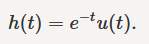 h(t) = e^{-t}u(t).